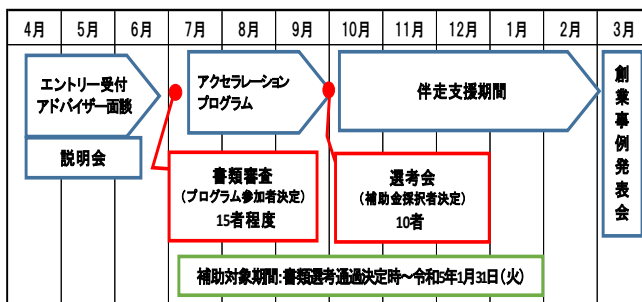 4月 5月 6月 7月 8月 9月 10月 11月 12月 1月 2月 3月
エントリー受付
アドバイザー面談
アクセラレーション
プログラム
伴走支援期間
創業事例発表会
説明会
書類審査
(プログラム参加者決定)
15者程度
選考会
(補助金採択者決定)
10者
補助対象期間:書類選考通過決定時～令和5年1月31日(火)